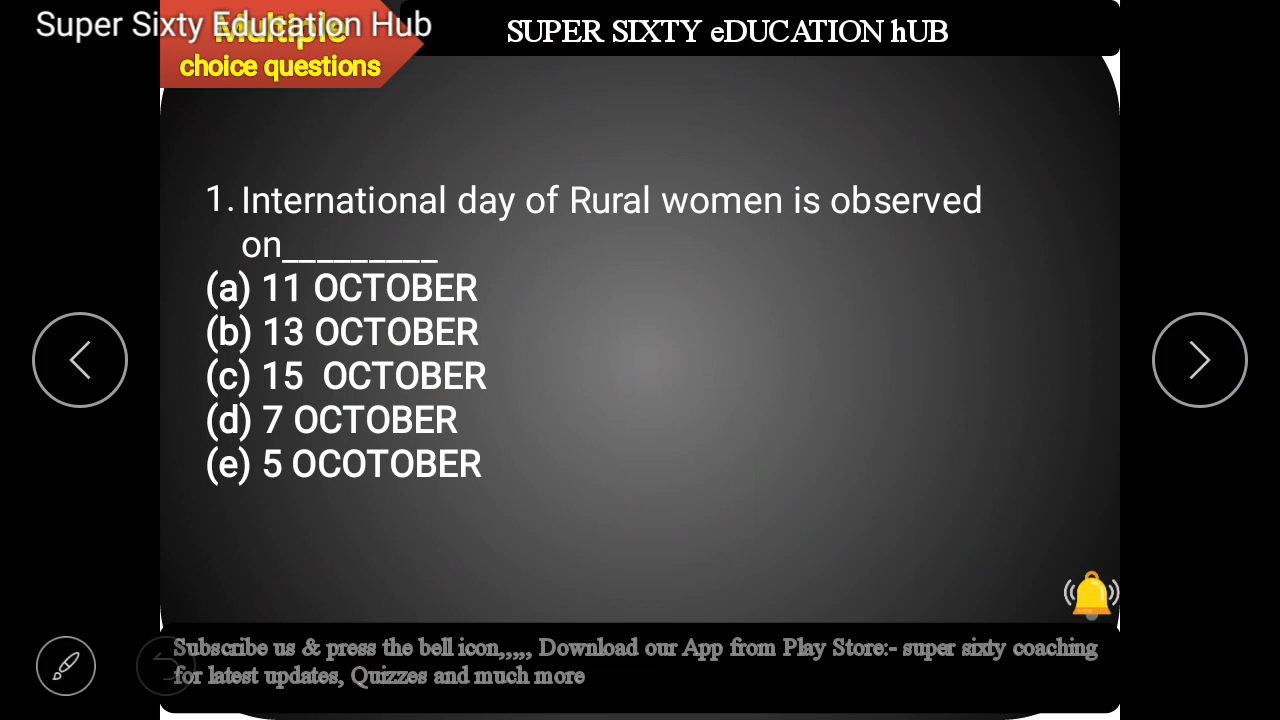 Super Sixty Education Hub
Multiple
choice questions
SUPER SIXTY eDUCATION hUB
1. International day of Rural women is observed
on_________
(a) 11 OCTOBER
(b) 13 OCTOBER
(c) 15 OCTOBER
(d) 7 OCTOBER
(e) 5 OCOTOBER
Subscribe us & press the bell icon,,,,, Download our App from Play Store:- super sixty coaching
for latest updates, Quizzes and much more